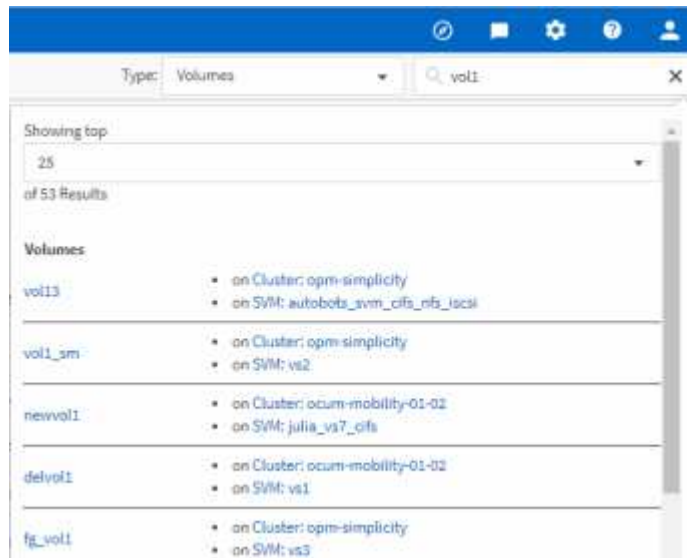 Type: Volumes vol1
Showing top
25
of 53 Results
Volumes
vol13
on Cluster: opm-simplicity
on SVM: autobots_svm_cifs_nfs_iscsi
vol1_sm
on Cluster: opm-simplicity
on SVM: vs2
newvol1
on Cluster: ocum-mobility-01-02
on SVM: julia_vs7_cifs
delvol1
on Cluster: ocum-mobility-01-02
on SVM: vs1
fg_vol1
on Cluster: opm-simplicity
on SVM: vs3